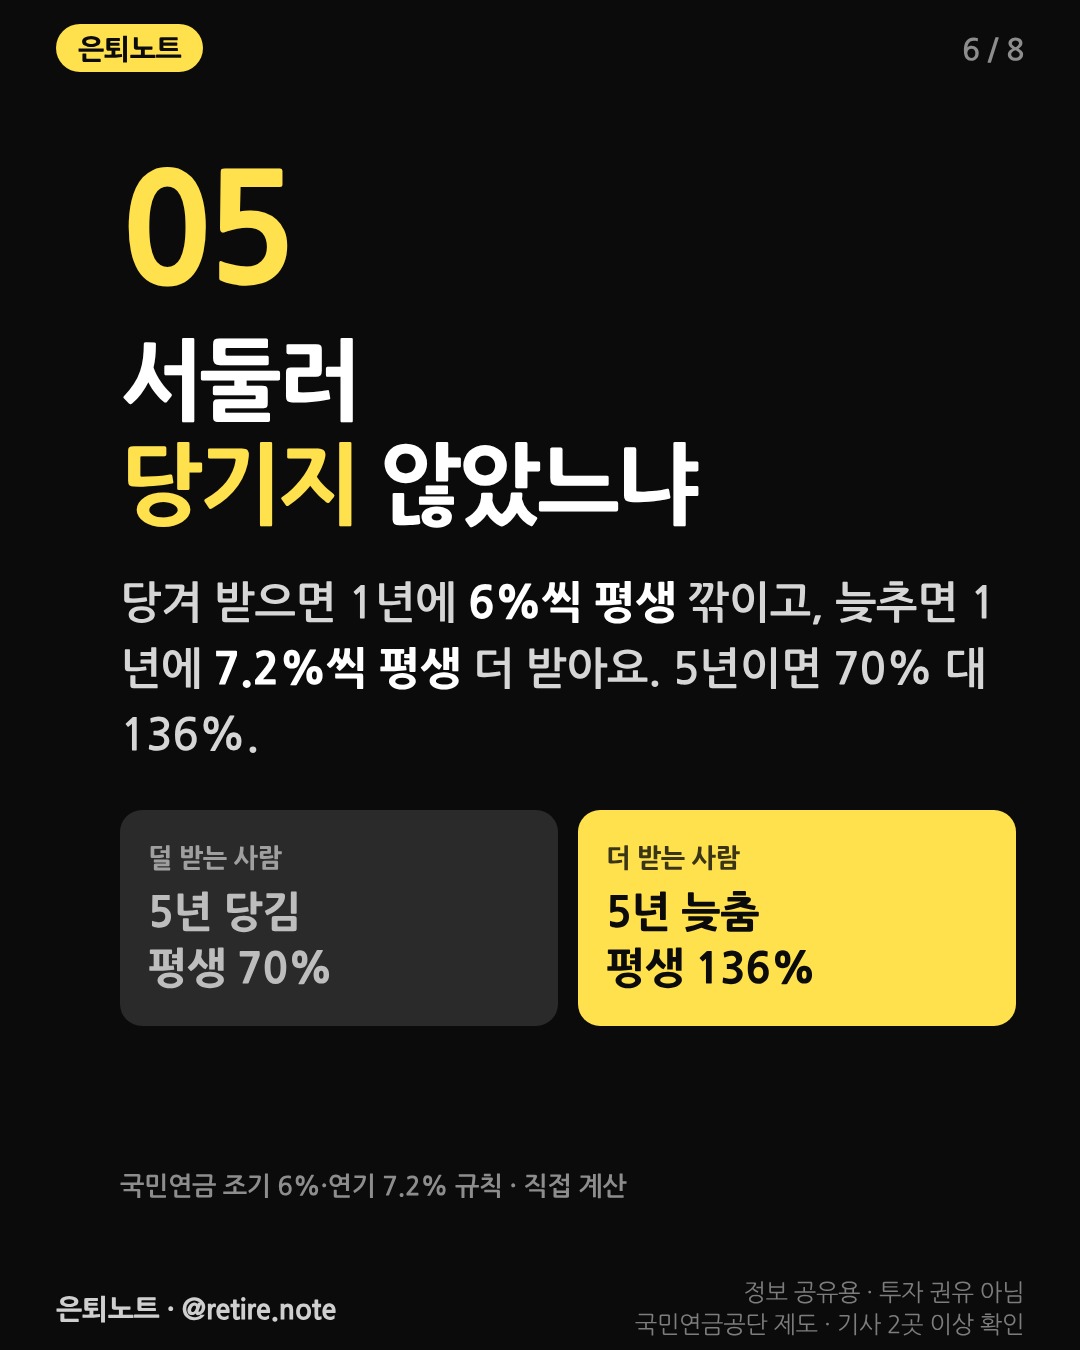 은퇴노트
6 / 8
05
서둘러
당기지 않았느냐
당겨 받으면 1년에 6%씩 평생 깎이고, 늦추면 1
년에 7.2%씩 평생 더 받아요. 5년이면 70% 대
136%.
덜 받는 사람
5년 당김
평생 70%
더 받는 사람
5년 늦춤
평생 136%
국민연금 조기 6%·연기 7.2% 규칙 · 직접 계산
은퇴노트 · @retire.note
정보 공유용 · 투자 권유 아님
국민연금공단 제도 · 기사 2곳 이상 확인